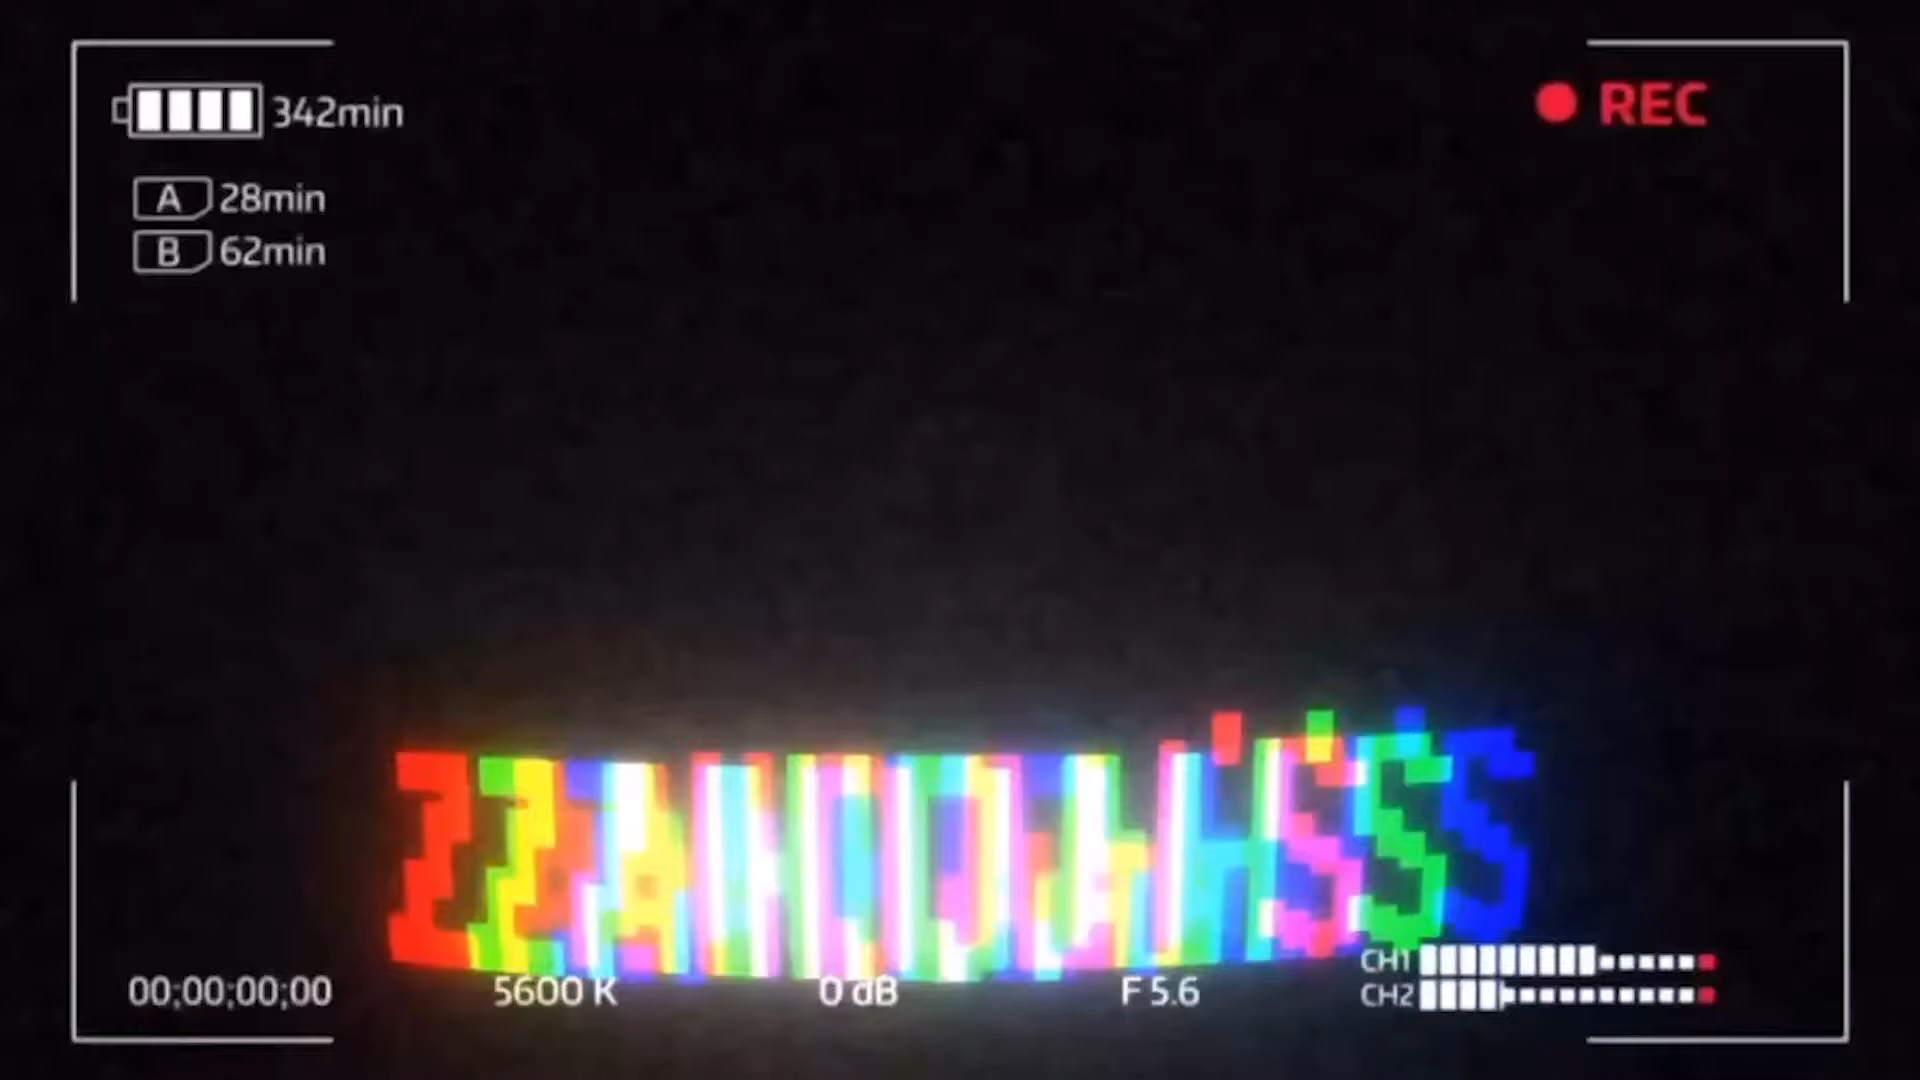 342min
REC
A 28min
B 62min
00;00;00;00
5600 K
0 dB
F 5.6
CH1
CH2